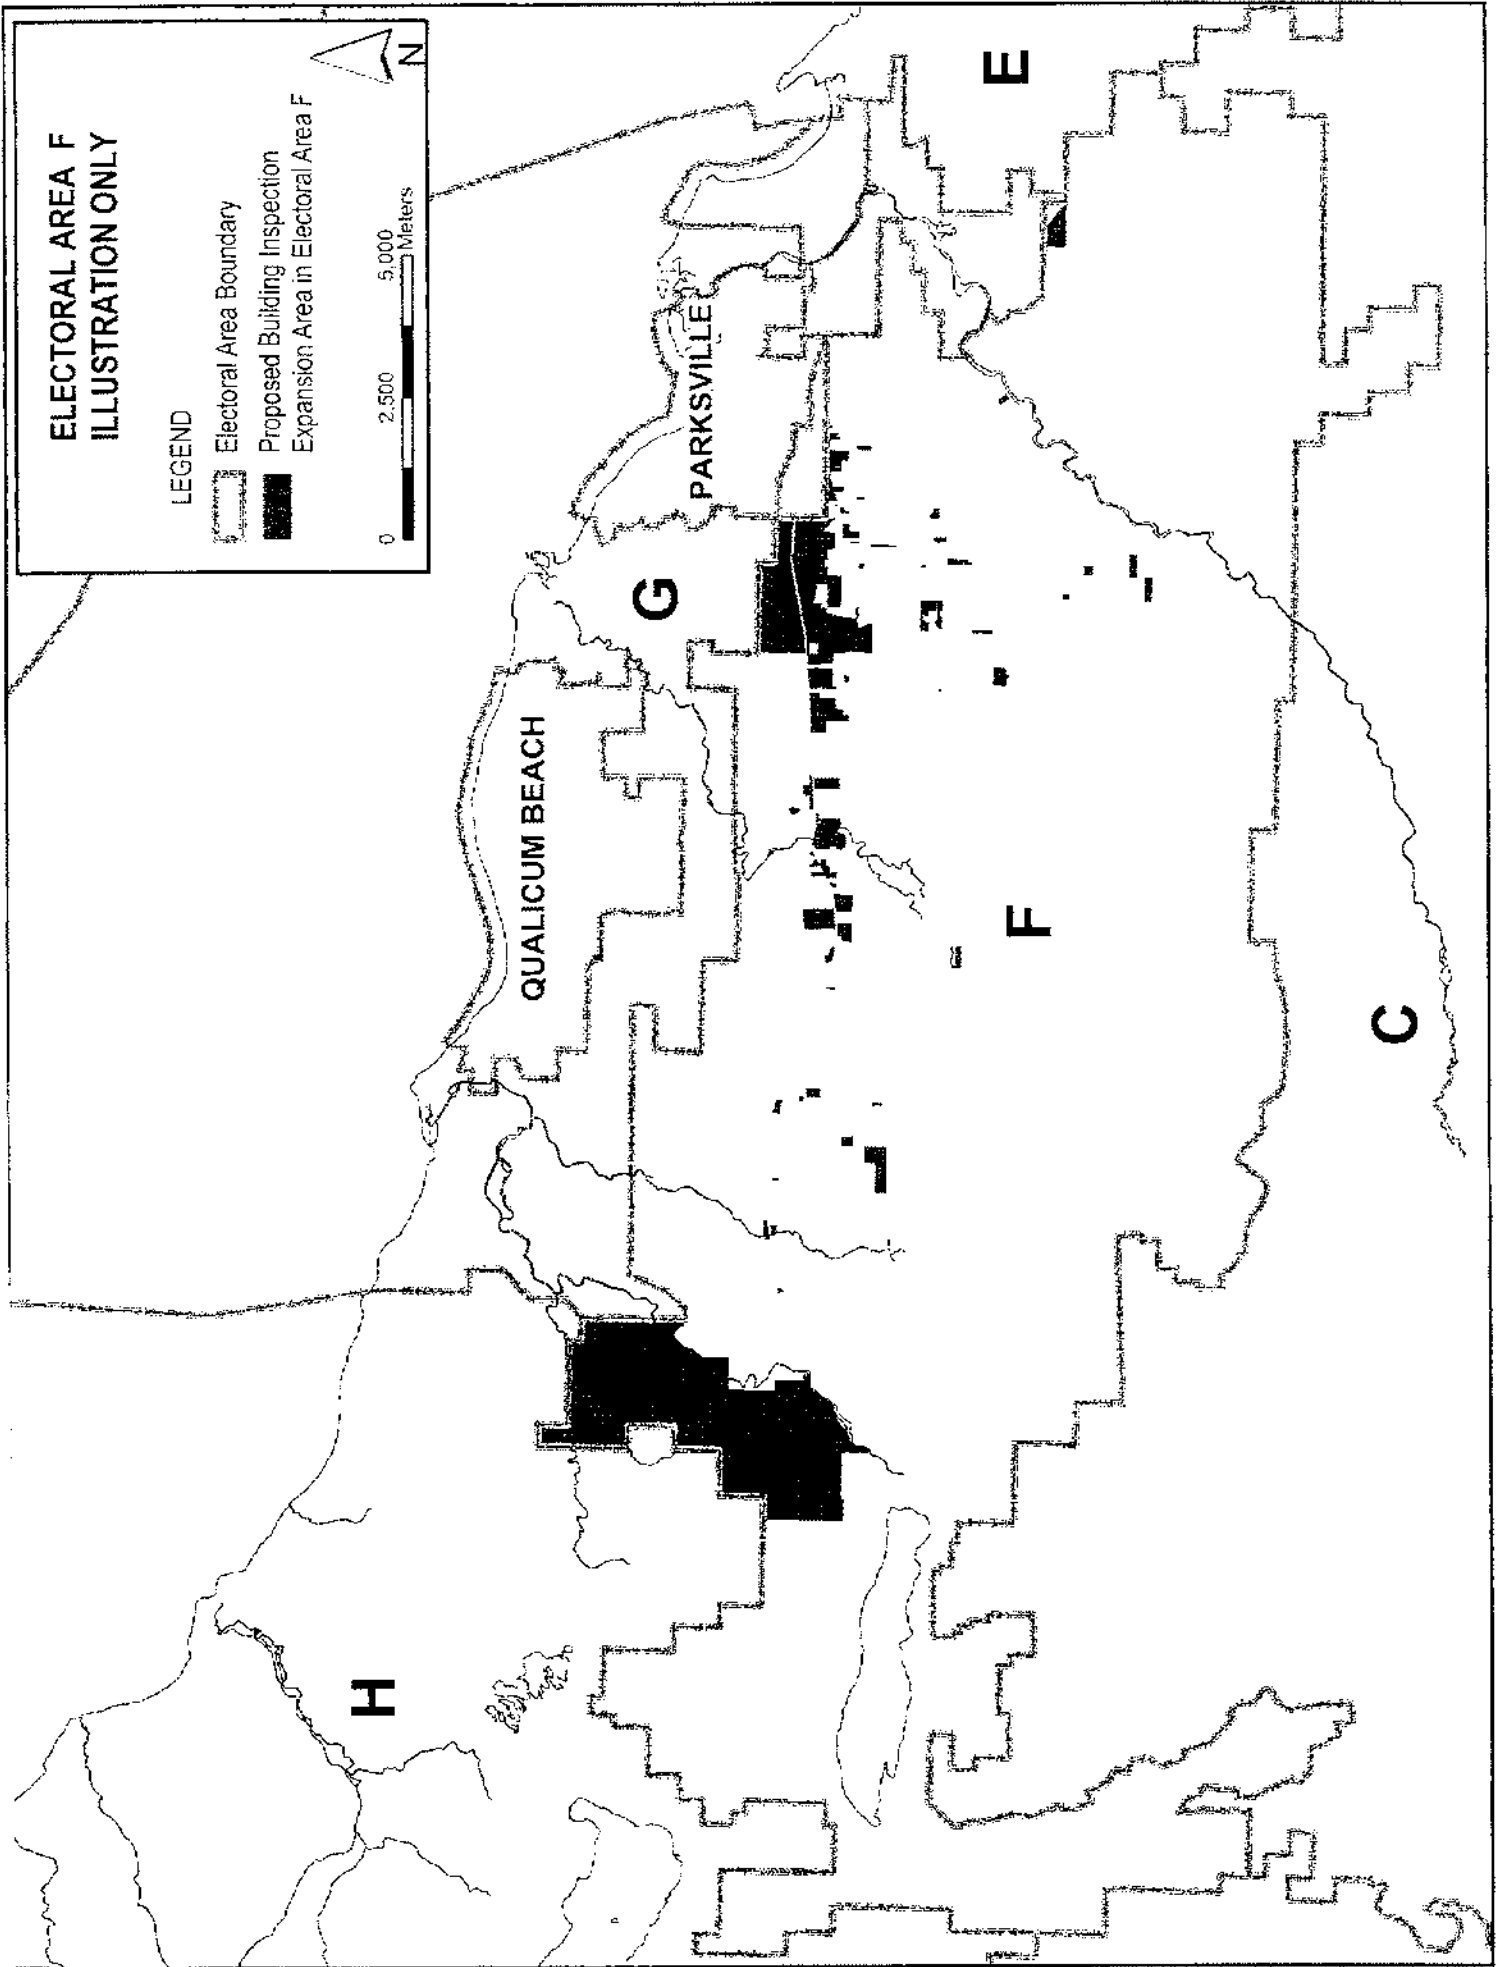 ELECTORAL AREA F
ILLUSTRATION ONLY
N
LEGEND
Electoral Area Boundary
Proposed Building Inspection
Expansion Area in Electoral Area F
0 2,500 5,000
Meters
E
PARKSVILLE
G
QUALICUM BEACH
F
C
H